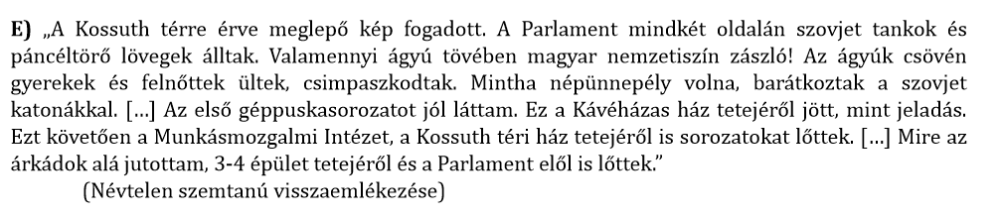 E) „A Kossuth térre érve meglepő kép fogadott. A Parlament mindkét oldalán szovjet tankok és
páncéltörő lövegek álltak. Valamennyi ágyú tövében magyar nemzetiszín zászló! Az ágyúk csövén
gyerekek és felnőttek ültek, csimpaszkodtak. Mintha népünnepély volna, barátkoztak a szovjet
katonákkal. [...] Az első géppuskasorozatot jól láttam. Ez a Kávéházas ház tetejéről jött, mint jeladás.
Ezt követően a Munkásmozgalmi Intézet, a Kossuth téri ház tetejéről is sorozatokat lőttek. [...] Mire az
árkádok alá jutottam, 3-4 épület tetejéről és a Parlament elől is lőttek.”
(Névtelen szemtanú visszaemlékezése)